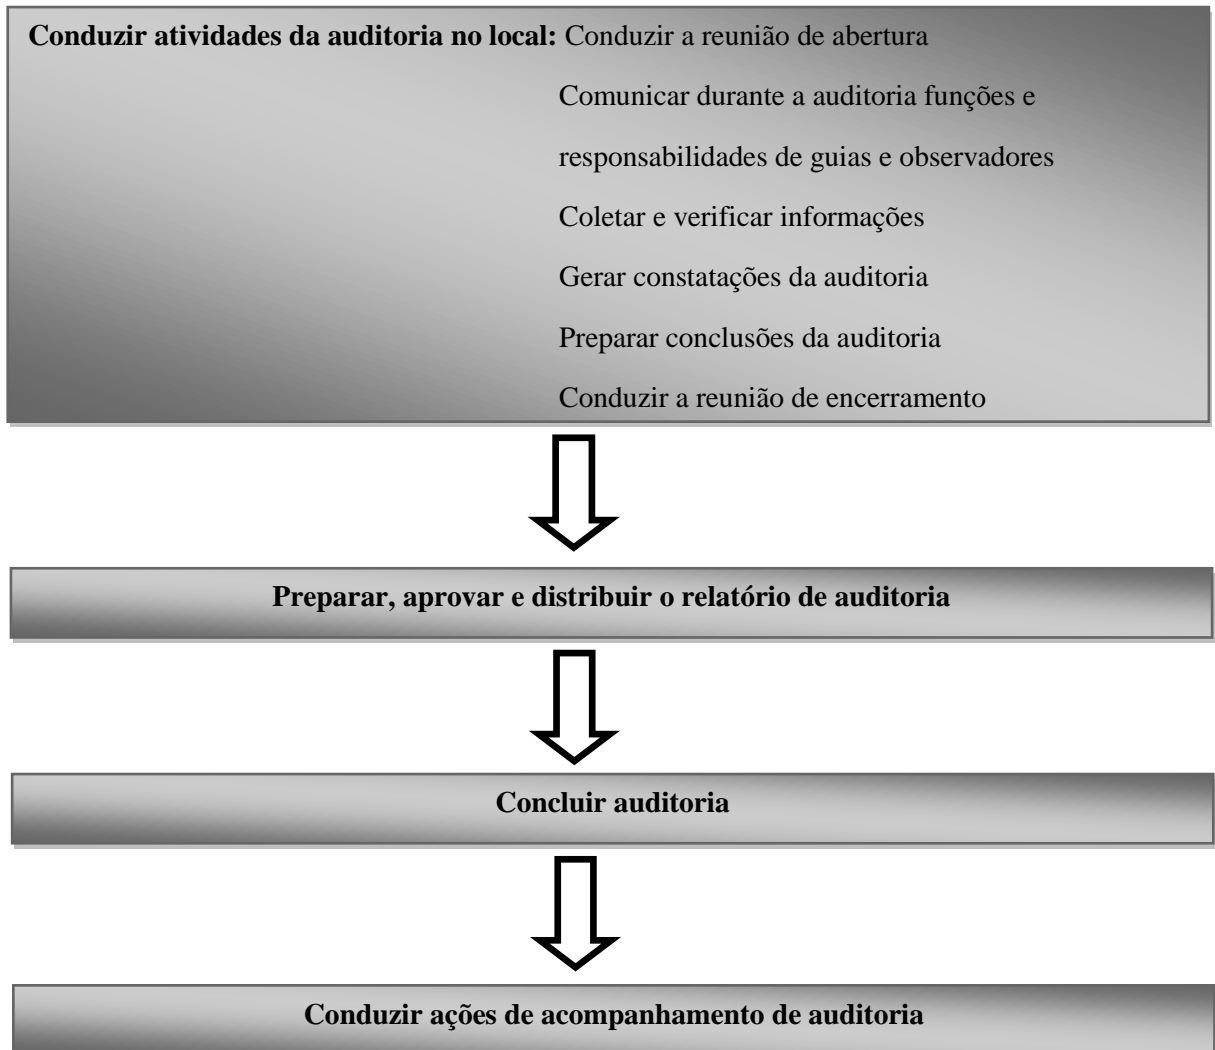 Conduzir atividades da auditoria no local: Conduzir a reunião de abertura
Comunicar durante a auditoria funções e
responsabilidades de guias e observadores
Coletar e verificar informações
Gerar constatações da auditoria
Preparar conclusões da auditoria
Conduzir a reunião de encerramento
Preparar, aprovar e distribuir o relatório de auditoria
Concluir auditoria
Conduzir ações de acompanhamento de auditoria